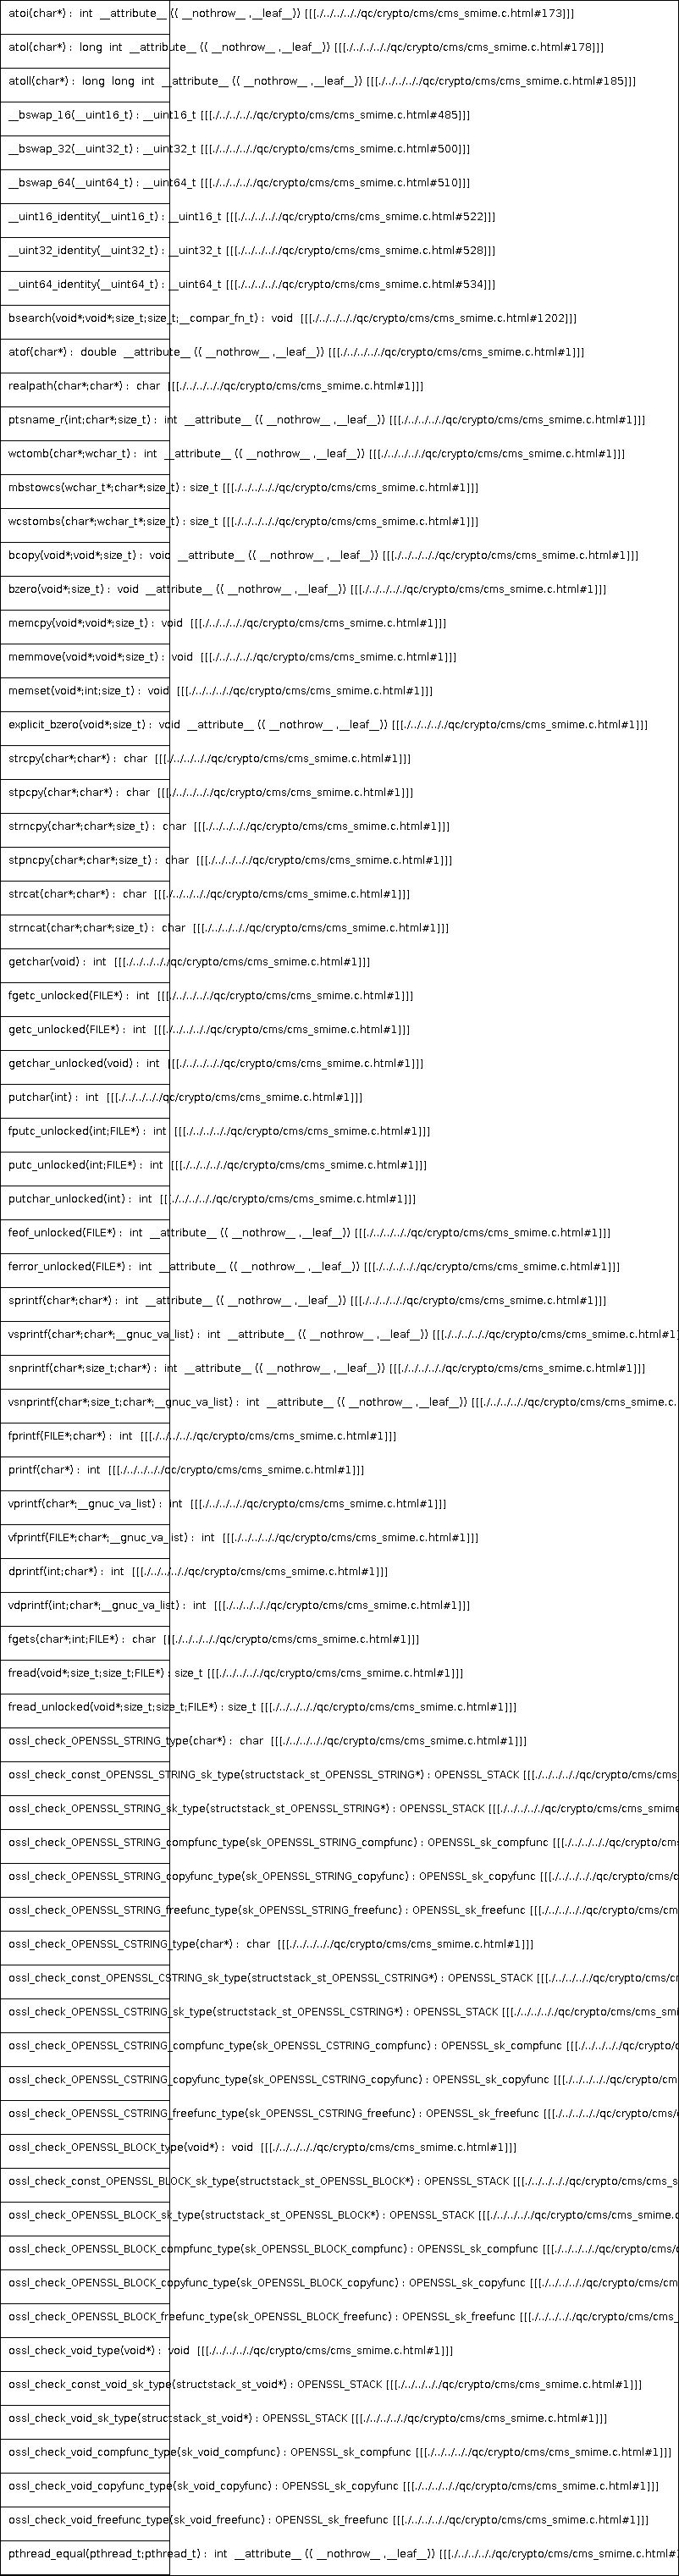 atoi(char*) : int __attribute__ (( __nothrow__ ,__leaf__)) [[[./../../../qc/crypto/cms/cms_smime.c.html#173]]]
atol(char*) : long int __attribute__ (( __nothrow__ ,__leaf__)) [[[./../../../qc/crypto/cms/cms_smime.c.html#178]]]
atoll(char*) : long long int __attribute__ (( __nothrow__ ,__leaf__)) [[[./../../../qc/crypto/cms/cms_smime.c.html#185]]]
__bswap_16(__uint16_t) : __uint16_t [[[./../../../qc/crypto/cms/cms_smime.c.html#485]]]
__bswap_32(__uint32_t) : __uint32_t [[[./../../../qc/crypto/cms/cms_smime.c.html#500]]]
__bswap_64(__uint64_t) : __uint64_t [[[./../../../qc/crypto/cms/cms_smime.c.html#510]]]
__uint16_identity(__uint16_t) : __uint16_t [[[./../../../qc/crypto/cms/cms_smime.c.html#522]]]
__uint32_identity(__uint32_t) : __uint32_t [[[./../../../qc/crypto/cms/cms_smime.c.html#528]]]
__uint64_identity(__uint64_t) : __uint64_t [[[./../../../qc/crypto/cms/cms_smime.c.html#534]]]
bsearch(void*;void*;size_t;size_t;__compar_fn_t) : void [[[./../../../qc/crypto/cms/cms_smime.c.html#1202]]]
atof(char*) : double __attribute__ (( __nothrow__ ,__leaf__)) [[[./../../../qc/crypto/cms/cms_smime.c.html#1]]]
realpath(char*;char*) : char [[[./../../../qc/crypto/cms/cms_smime.c.html#1]]]
ptsname_r(int;char*;size_t) : int __attribute__ (( __nothrow__ ,__leaf__)) [[[./../../../qc/crypto/cms/cms_smime.c.html#1]]]
wctomb(char*;wchar_t) : int __attribute__ (( __nothrow__ ,__leaf__)) [[[./../../../qc/crypto/cms/cms_smime.c.html#1]]]
mbstowcs(wchar_t*;char*;size_t) : size_t [[[./../../../qc/crypto/cms/cms_smime.c.html#1]]]
wcstombs(char*;wchar_t*;size_t) : size_t [[[./../../../qc/crypto/cms/cms_smime.c.html#1]]]
bcopy(void*;void*;size_t) : void __attribute__ (( __nothrow__ ,__leaf__)) [[[./../../../qc/crypto/cms/cms_smime.c.html#1]]]
bzero(void*;size_t) : void __attribute__ (( __nothrow__ ,__leaf__)) [[[./../../../qc/crypto/cms/cms_smime.c.html#1]]]
memcpy(void*;void*;size_t) : void [[[./../../../qc/crypto/cms/cms_smime.c.html#1]]]
memmove(void*;void*;size_t) : void [[[./../../../qc/crypto/cms/cms_smime.c.html#1]]]
memset(void*;int;size_t) : void [[[./../../../qc/crypto/cms/cms_smime.c.html#1]]]
explicit_bzero(void*;size_t) : void __attribute__ (( __nothrow__ ,__leaf__)) [[[./../../../qc/crypto/cms/cms_smime.c.html#1]]]
strcpy(char*;char*) : char [[[./../../../qc/crypto/cms/cms_smime.c.html#1]]]
stpcpy(char*;char*) : char [[[./../../../qc/crypto/cms/cms_smime.c.html#1]]]
strncpy(char*;char*;size_t) : char [[[./../../../qc/crypto/cms/cms_smime.c.html#1]]]
stpncpy(char*;char*;size_t) : char [[[./../../../qc/crypto/cms/cms_smime.c.html#1]]]
strcat(char*;char*) : char [[[./../../../qc/crypto/cms/cms_smime.c.html#1]]]
strncat(char*;char*;size_t) : char [[[./../../../qc/crypto/cms/cms_smime.c.html#1]]]
getchar(void) : int [[[./../../../qc/crypto/cms/cms_smime.c.html#1]]]
fgetc_unlocked(FILE*) : int [[[./../../../qc/crypto/cms/cms_smime.c.html#1]]]
getc_unlocked(FILE*) : int [[[./../../../qc/crypto/cms/cms_smime.c.html#1]]]
getchar_unlocked(void) : int [[[./../../../qc/crypto/cms/cms_smime.c.html#1]]]
putchar(int) : int [[[./../../../qc/crypto/cms/cms_smime.c.html#1]]]
fputc_unlocked(int;FILE*) : int [[[./../../../qc/crypto/cms/cms_smime.c.html#1]]]
putc_unlocked(int;FILE*) : int [[[./../../../qc/crypto/cms/cms_smime.c.html#1]]]
putchar_unlocked(int) : int [[[./../../../qc/crypto/cms/cms_smime.c.html#1]]]
feof_unlocked(FILE*) : int __attribute__ (( __nothrow__ ,__leaf__)) [[[./../../../qc/crypto/cms/cms_smime.c.html#1]]]
ferror_unlocked(FILE*) : int __attribute__ (( __nothrow__ ,__leaf__)) [[[./../../../qc/crypto/cms/cms_smime.c.html#1]]]
sprintf(char*;char*) : int __attribute__ (( __nothrow__ ,__leaf__)) [[[./../../../qc/crypto/cms/cms_smime.c.html#1]]]
vsprintf(char*;char*;__gnuc_va_list) : int __attribute__ (( __nothrow__ ,__leaf__)) [[[./../../../qc/crypto/cms/cms_smime.c.html#1]
snprintf(char*;size_t;char*) : int __attribute__ (( __nothrow__ ,__leaf__)) [[[./../../../qc/crypto/cms/cms_smime.c.html#1]]]
vsnprintf(char*;size_t;char*;__gnuc_va_list) : int __attribute__ (( __nothrow__ ,__leaf__)) [[[./../../../qc/crypto/cms/cms_smime.c.
fprintf(FILE*;char*) : int [[[./../../../qc/crypto/cms/cms_smime.c.html#1]]]
printf(char*) : int [[[./../../../qc/crypto/cms/cms_smime.c.html#1]]]
vprintf(char*;__gnuc_va_list) : int [[[./../../../qc/crypto/cms/cms_smime.c.html#1]]]
vfprintf(FILE*;char*;__gnuc_va_list) : int [[[./../../../qc/crypto/cms/cms_smime.c.html#1]]]
dprintf(int;char*) : int [[[./../../../qc/crypto/cms/cms_smime.c.html#1]]]
vdprintf(int;char*;__gnuc_va_list) : int [[[./../../../qc/crypto/cms/cms_smime.c.html#1]]]
fgets(char*;int;FILE*) : char [[[./../../../qc/crypto/cms/cms_smime.c.html#1]]]
fread(void*;size_t;size_t;FILE*) : size_t [[[./../../../qc/crypto/cms/cms_smime.c.html#1]]]
fread_unlocked(void*;size_t;size_t;FILE*) : size_t [[[./../../../qc/crypto/cms/cms_smime.c.html#1]]]
ossl_check_OPENSSL_STRING_type(char*) : char [[[./../../../qc/crypto/cms/cms_smime.c.html#1]]]
ossl_check_const_OPENSSL_STRING_sk_type(structstack_st_OPENSSL_STRING*) : OPENSSL_STACK [[[./../../../qc/crypto/cms/cms_
ossl_check_OPENSSL_STRING_sk_type(structstack_st_OPENSSL_STRING*) : OPENSSL_STACK [[[./../../../qc/crypto/cms/cms_smime
ossl_check_OPENSSL_STRING_compfunc_type(sk_OPENSSL_STRING_compfunc) : OPENSSL_sk_compfunc [[[./../../../qc/crypto/cms/cm
ossl_check_OPENSSL_STRING_copyfunc_type(sk_OPENSSL_STRING_copyfunc) : OPENSSL_sk_copyfunc [[[./../../../qc/crypto/cms/c
ossl_check_OPENSSL_STRING_freefunc_type(sk_OPENSSL_STRING_freefunc) : OPENSSL_sk_freefunc [[[./../../../qc/crypto/cms/cm
ossl_check_OPENSSL_CSTRING_type(char*) : char [[[./../../../qc/crypto/cms/cms_smime.c.html#1]]]
ossl_check_const_OPENSSL_CSTRING_sk_type(structstack_st_OPENSSL_CSTRING*) : OPENSSL_STACK [[[./../../../qc/crypto/cms/cr
ossl_check_OPENSSL_CSTRING_sk_type(structstack_st_OPENSSL_CSTRING*) : OPENSSL_STACK [[[./../../../qc/crypto/cms/cms_smi
ossl_check_OPENSSL_CSTRING_compfunc_type(sk_OPENSSL_CSTRING_compfunc) : OPENSSL_sk_compfunc [[[./../../../qc/crypto/c
ossl_check_OPENSSL_CSTRING_copyfunc_type(sk_OPENSSL_CSTRING_copyfunc) : OPENSSL_sk_copyfunc [[[./../../../qc/crypto/cm
ossl_check_OPENSSL_CSTRING_freefunc_type(sk_OPENSSL_CSTRING_freefunc) : OPENSSL_sk_freefunc [[[./../../../qc/crypto/cms/
ossl_check_OPENSSL_BLOCK_type(void*) : void [[[./../../../qc/crypto/cms/cms_smime.c.html#1]]]
ossl_check_const_OPENSSL_BLOCK_sk_type(structstack_st_OPENSSL_BLOCK*) : OPENSSL_STACK [[[./../../../qc/crypto/cms/cms_s
ossl_check_OPENSSL_BLOCK_sk_type(structstack_st_OPENSSL_BLOCK*) : OPENSSL_STACK [[[./../../../qc/crypto/cms/cms_smime.c
ossl_check_OPENSSL_BLOCK_compfunc_type(sk_OPENSSL_BLOCK_compfunc) : OPENSSL_sk_compfunc [[[./../../../qc/crypto/cms/c
ossl_check_OPENSSL_BLOCK_copyfunc_type(sk_OPENSSL_BLOCK_copyfunc) : OPENSSL_sk_copyfunc [[[./../../../qc/crypto/cms/cm
ossl_check_OPENSSL_BLOCK_freefunc_type(sk_OPENSSL_BLOCK_freefunc) : OPENSSL_sk_freefunc [[[./../../../qc/crypto/cms/cms_
ossl_check_void_type(void*) : void [[[./../../../qc/crypto/cms/cms_smime.c.html#1]]]
ossl_check_const_void_sk_type(structstack_st_void*) : OPENSSL_STACK [[[./../../../qc/crypto/cms/cms_smime.c.html#1]]]
ossl_check_void_sk_type(structstack_st_void*) : OPENSSL_STACK [[[./../../../qc/crypto/cms/cms_smime.c.html#1]]]
ossl_check_void_compfunc_type(sk_void_compfunc) : OPENSSL_sk_compfunc [[[./../../../qc/crypto/cms/cms_smime.c.html#1]]]
ossl_check_void_copyfunc_type(sk_void_copyfunc) : OPENSSL_sk_copyfunc [[[./../../../qc/crypto/cms/cms_smime.c.html#1]]]
ossl_check_void_freefunc_type(sk_void_freefunc) : OPENSSL_sk_freefunc [[[./../../../qc/crypto/cms/cms_smime.c.html#1]]]
pthread_equal(pthread_t;pthread_t) : int __attribute__ (( __nothrow__ ,__leaf__)) [[[./../../../qc/crypto/cms/cms_smime.c.html#1